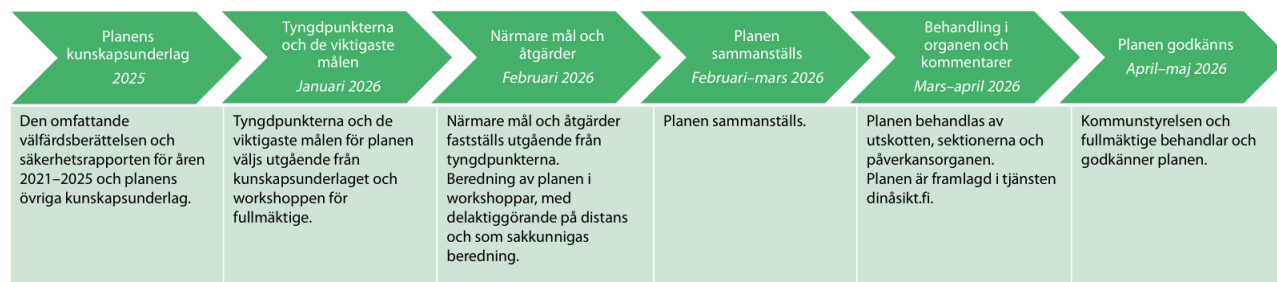 Planens
kunskapsunderlag
2025
Tyngdpunkterna
och de viktigaste
målen
Januari 2026
Närmare mål och
åtgärder
Februari 2026
Planen
sammanställs
Februari–mars 2026
Behandling i
organen och
kommentarer
Mars–april 2026
Planen godkänns
April–maj 2026
Den omfattande
välfärdsberättelsen och
säkerhetsrapporten för åren
2021–2025 och planens
övriga kunskapsunderlag.
Tyngdpunkterna och de
viktigaste målen för planen
väljs utgående från
kunskapsunderlaget och
workshoppen för
fullmäktige.
Närmare mål och åtgärder
fastställs utgående från
tyngdpunkterna.
Beredning av planen i
workshoppar, med
delaktiggörande på distans
och som sakkunnigas
beredning.
Planen sammanställs.
Planen behandlas av
utskotten, sektionerna och
påverkansorganen.
Planen är framlagd i tjänsten
dinåsikt.fi.
Kommunstyrelsen och
fullmäktige behandlar och
godkänner planen.